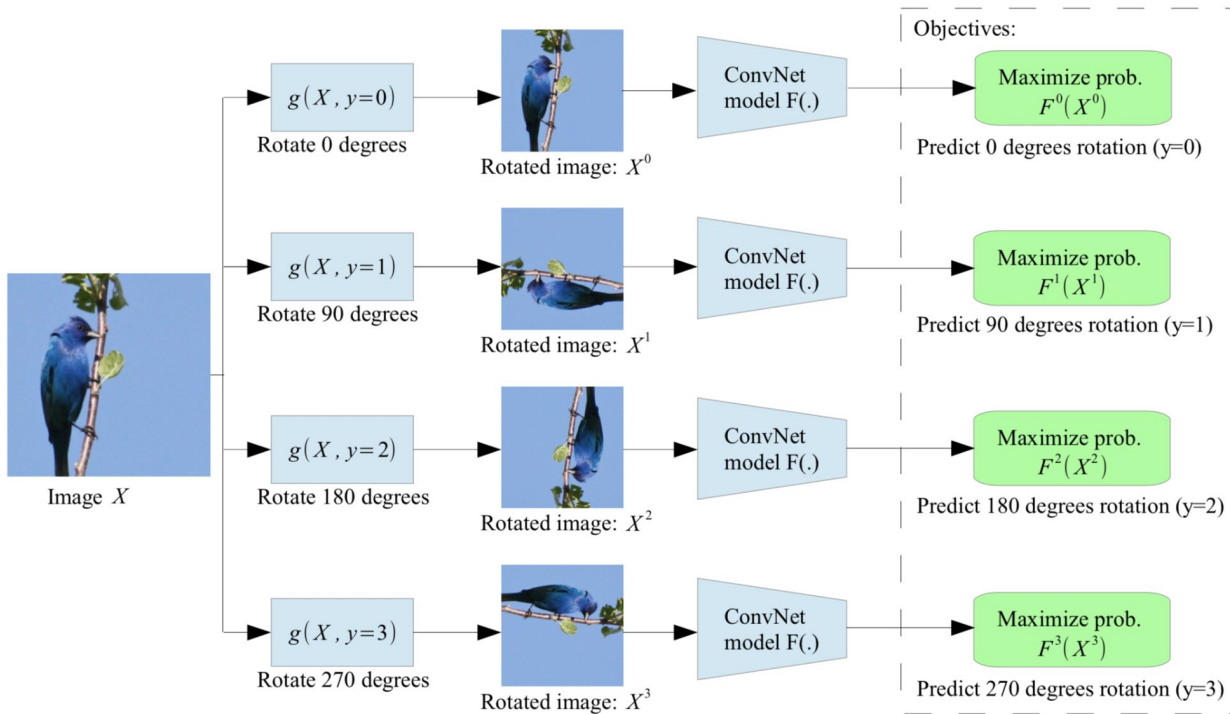 Objectives:
g(X, y=0)
Rotate 0 degrees
Rotated image: X⁰
ConvNet
model F(.)
Maximize prob.
F⁰(X⁰)
Predict 0 degrees rotation (y=0)
g(X, y=1)
Rotate 90 degrees
Rotated image: X¹
ConvNet
model F(.)
Maximize prob.
F¹(X¹)
Predict 90 degrees rotation (y=1)
Image X
g(X, y=2)
Rotate 180 degrees
Rotated image: X²
ConvNet
model F(.)
Maximize prob.
F²(X²)
Predict 180 degrees rotation (y=2)
g(X, y=3)
Rotate 270 degrees
Rotated image: X³
ConvNet
model F(.)
Maximize prob.
F³(X³)
Predict 270 degrees rotation (y=3)